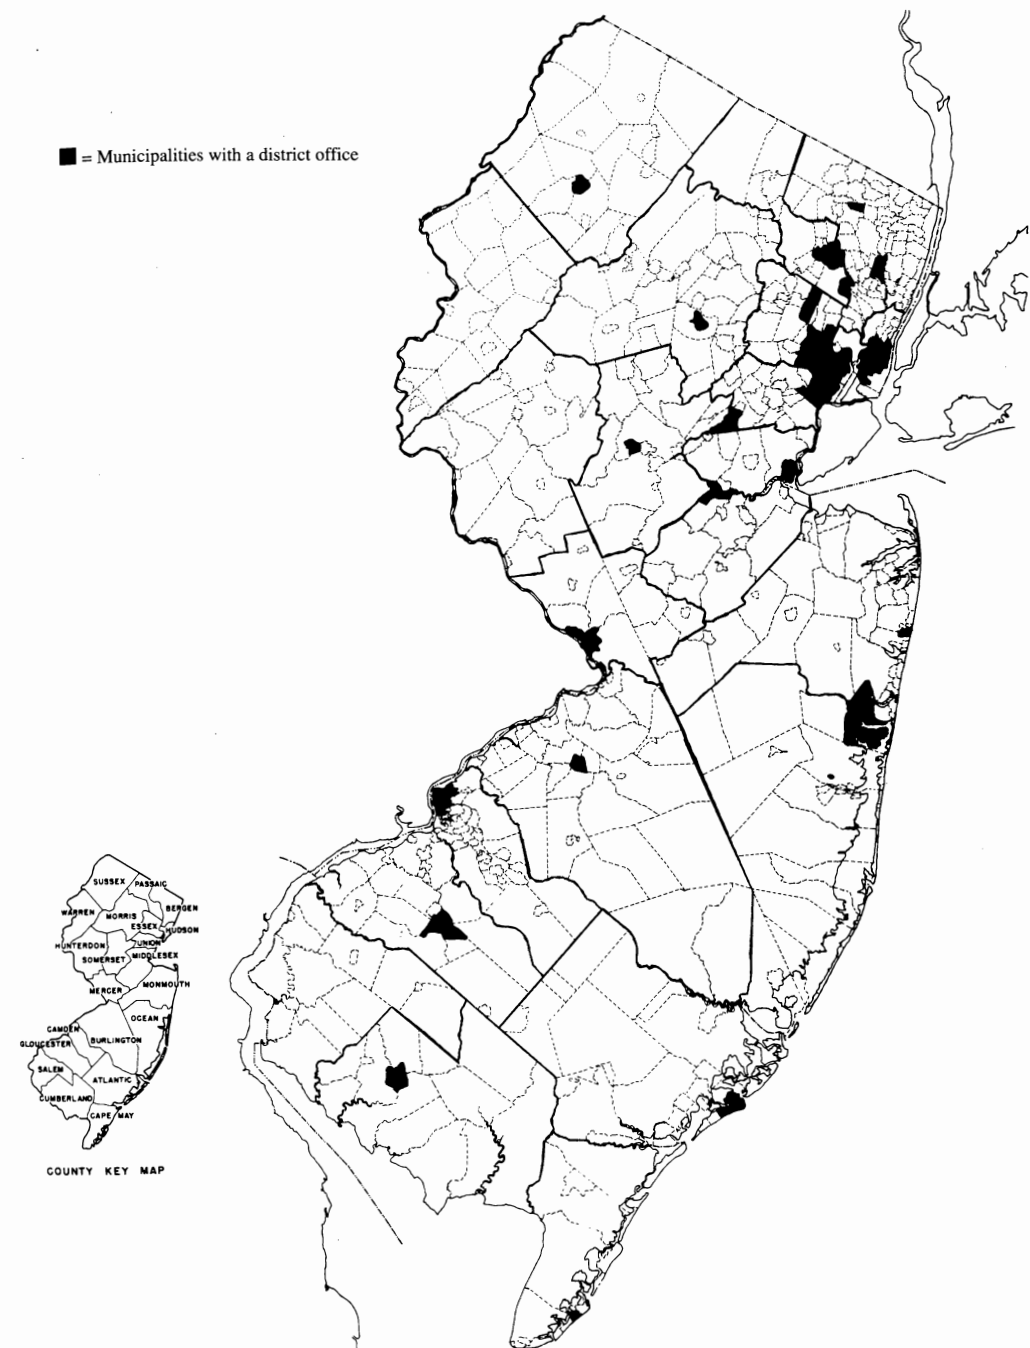 = Municipalities with a district office
SUSSEX
PASSAIC
WARREN
MORRIS
BERGEN
ESSEX
HUDSON
HUNTERDON
UNION
SOMERSET
MIDDLESEX
MERCER
MONMOUTH
OCEAN
CAMDEN
GLOUCESTER
BURLINGTON
SALEM
ATLANTIC
CUMBERLAND
CAPE MAY
COUNTY KEY MAP